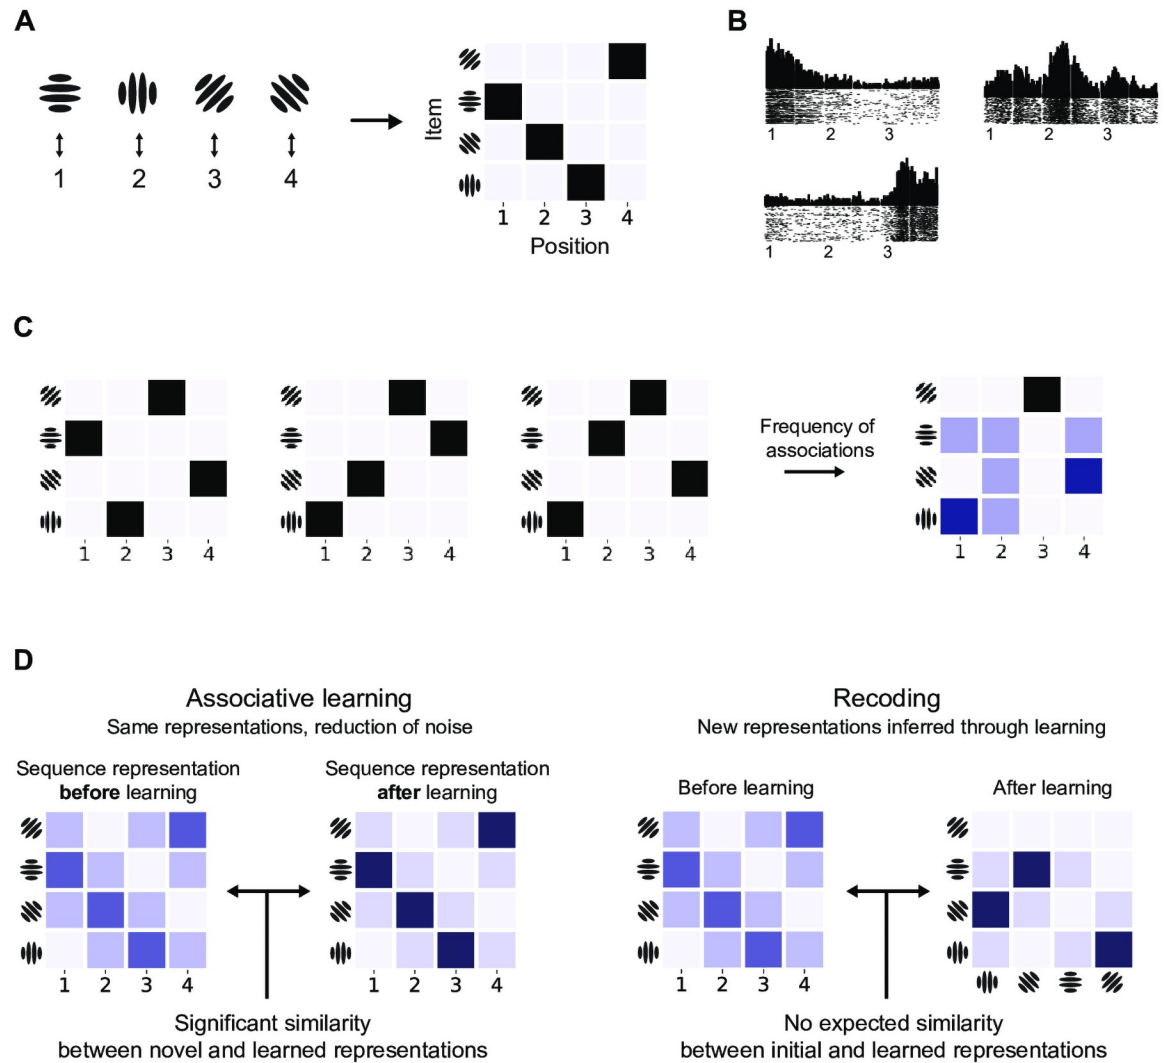 A
1 2 3 4
Item
1 2 3 4
Position
B
1 2 3
1 2 3
1 2 3
C
1 2 3 4
1 2 3 4
1 2 3 4
Frequency of
associations
1 2 3 4
D
Associative learning
Same representations, reduction of noise
Sequence representation
before learning
Sequence representation
after learning
1 2 3 4
1 2 3 4
Significant similarity
between novel and learned representations
Recoding
New representations inferred through learning
Before learning
After learning
1 2 3 4
No expected similarity
between initial and learned representations